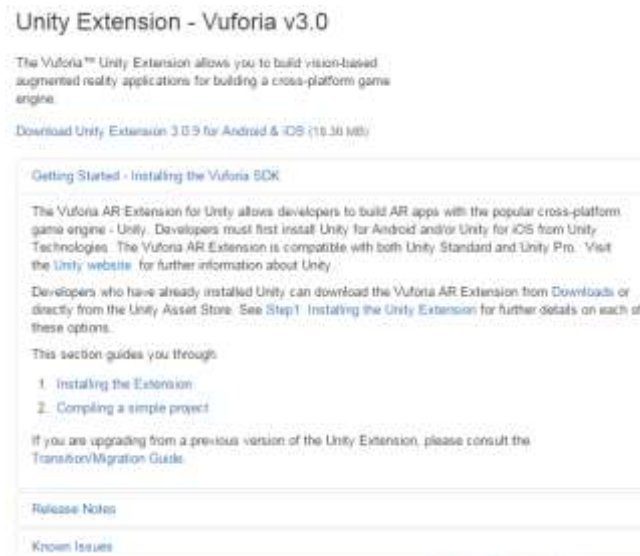 Unity Extension - Vuforia v3.0
The Vuforia™ Unity Extension allows you to build vision-based
augmented reality applications for building a cross-platform game
engine.
Download Unity Extension 3.0.9 for Android & iOS (18.36 MB)
Getting Started - Installing the Vuforia SDK
The Vuforia AR Extension for Unity allows developers to build AR apps with the popular cross-platform
game engine - Unity. Developers must first install Unity for Android and/or Unity for iOS from Unity
Technologies. The Vuforia AR Extension is compatible with both Unity Standard and Unity Pro. Visit
the Unity website for further information about Unity.
Developers who have already installed Unity can download the Vuforia AR Extension from Downloads or
directly from the Unity Asset Store. See Step1: Installing the Unity Extension for further details on each of
these options.
This section guides you through:
1. Installing the Extension
2. Compiling a simple project
If you are upgrading from a previous version of the Unity Extension, please consult the
Transition/Migration Guide.
Release Notes
Known Issues